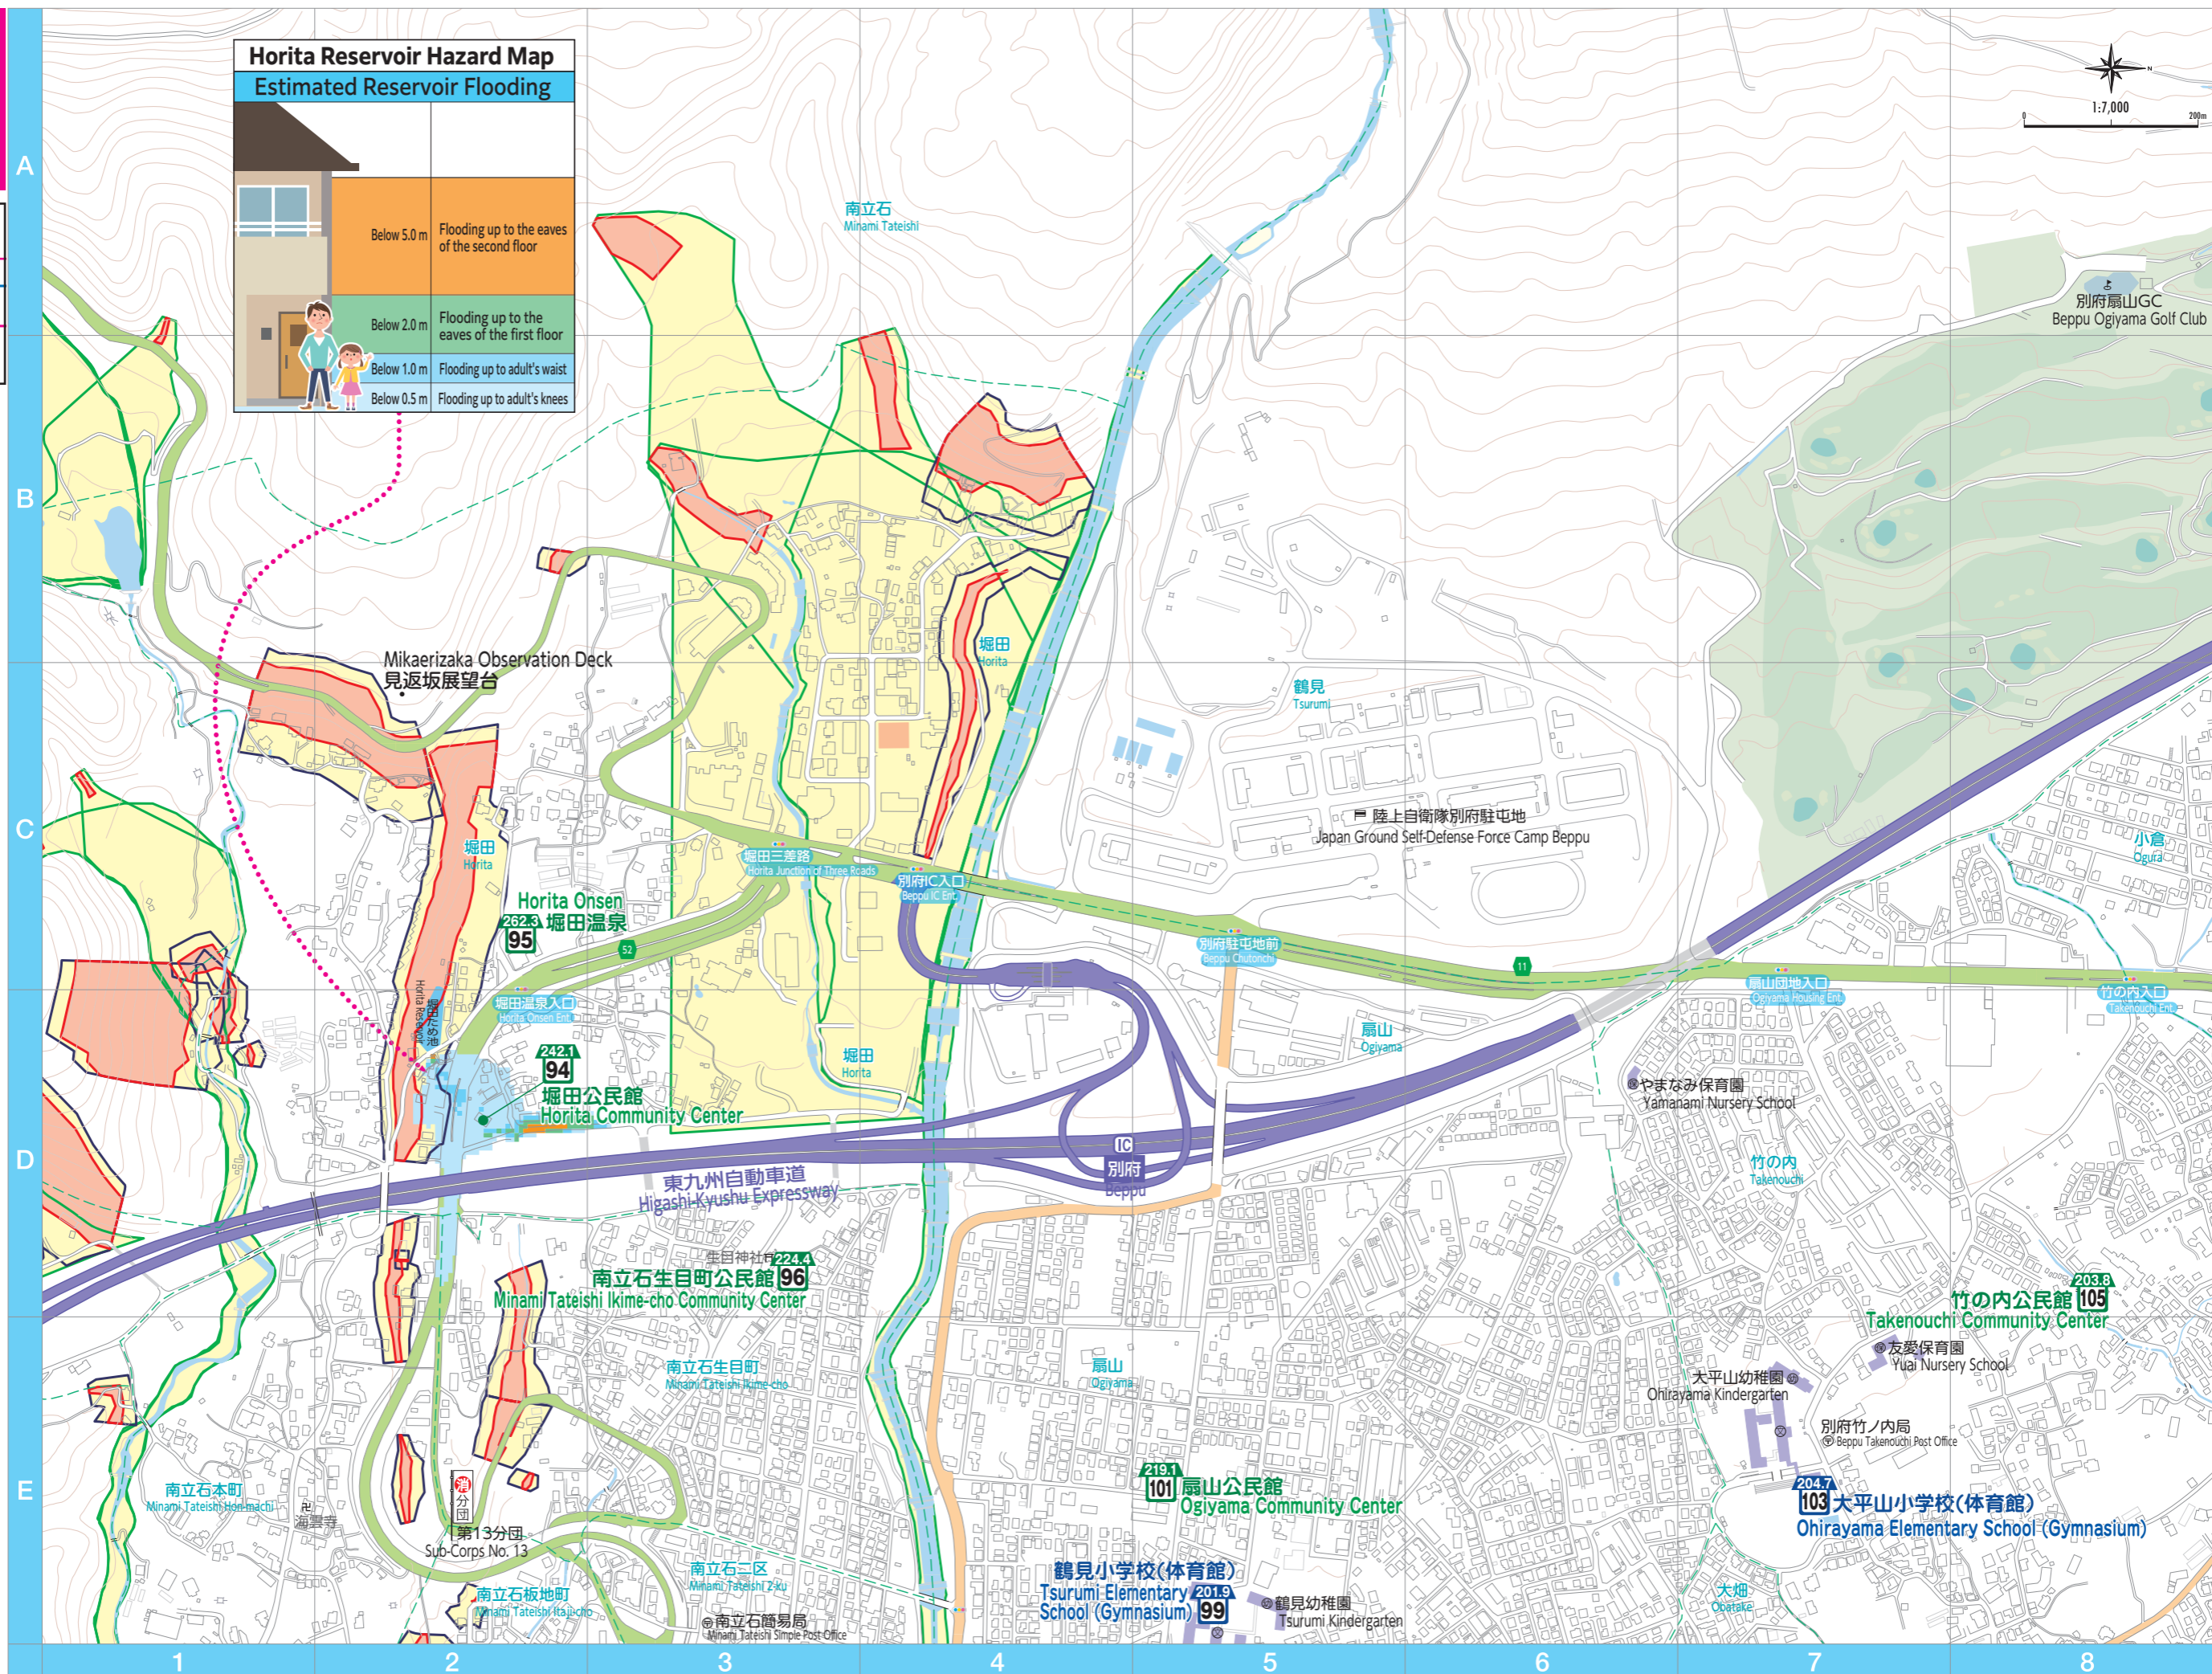 Horita Reservoir Hazard Map
Estimated Reservoir Flooding
Below 5.0 m
Flooding up to the eaves
of the second floor
Below 2.0 m
Flooding up to the
eaves of the first floor
Below 1.0 m
Flooding up to adult's waist
Below 0.5 m
Flooding up to adult's knees
N
1:7,000
0
200m
A
南立石
Minami Tateishi
別府扇山GC
Beppu Ogiyama Golf Club
B
堀田
Horita
Mikaerizaka Observation Deck
見返坂展望台
鶴見
Tsurumi
C
陸上自衛隊別府駐屯地
Japan Ground Self-Defense Force Camp Beppu
小倉
Ogura
堀田
Horita
堀田三差路
Horita Junction of Three Roads
別府IC入口
Beppu IC Ent.
Horita Onsen
262.3
堀田温泉
95
52
別府駐屯地前
Beppu Chutonchi
11
扇山団地入口
Ogiyama Housing Ent.
竹の内入口
Takenouchi Ent.
堀田温泉入口
Horita Onsen Ent.
堀田ため池
Horita Reservoir
扇山
Ogiyama
242.1
94
堀田公民館
Horita Community Center
堀田
Horita
やまなみ保育園
Yamanami Nursery School
D
IC
別府
Beppu
東九州自動車道
Higashi-Kyushu Expressway
竹の内
Takenouchi
生目神社
224.4
96
南立石生目町公民館
Minami Tateishi Ikime-cho Community Center
203.8
105
竹の内公民館
Takenouchi Community Center
南立石生目町
Minami Tateishi Ikime-cho
扇山
Ogiyama
友愛保育園
Yuai Nursery School
大平山幼稚園
Ohirayama Kindergarten
別府竹ノ内局
Beppu Takenouchi Post Office
E
南立石本町
Minami Tateishi Hon-machi
海雲寺
消
分
団
第13分団
Sub-Corps No. 13
219.1
101
扇山公民館
Ogiyama Community Center
204.7
103
大平山小学校(体育館)
Ohirayama Elementary School (Gymnasium)
南立石二区
Minami Tateishi 2-ku
鶴見小学校(体育館)
Tsurumi Elementary
School (Gymnasium)
201.9
99
鶴見幼稚園
Tsurumi Kindergarten
南立石板地町
Minami Tateishi Itaji-cho
南立石簡易局
Minami Tateishi Simple Post Office
大畑
Obatake
1
2
3
4
5
6
7
8